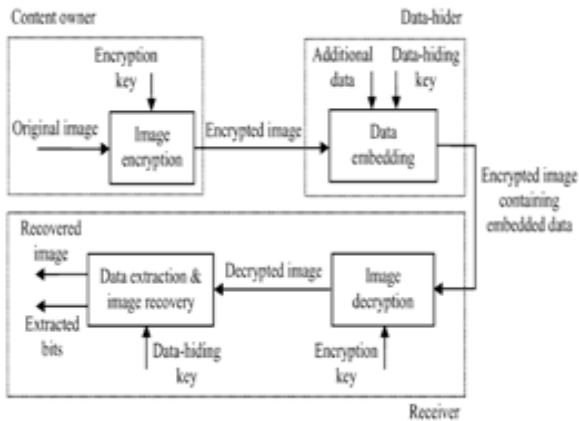 Content owner
Data-hider
Encryption
key
Additional
data
Data-hiding
key
Original image
Image
encryption
Encrypted image
Data
embedding
Encrypted image
containing
embedded data
Recovered
image
Data extraction &
image recovery
Decrypted image
Image
decryption
Extracted
bits
Data-hiding
key
Encryption
key
Receiver